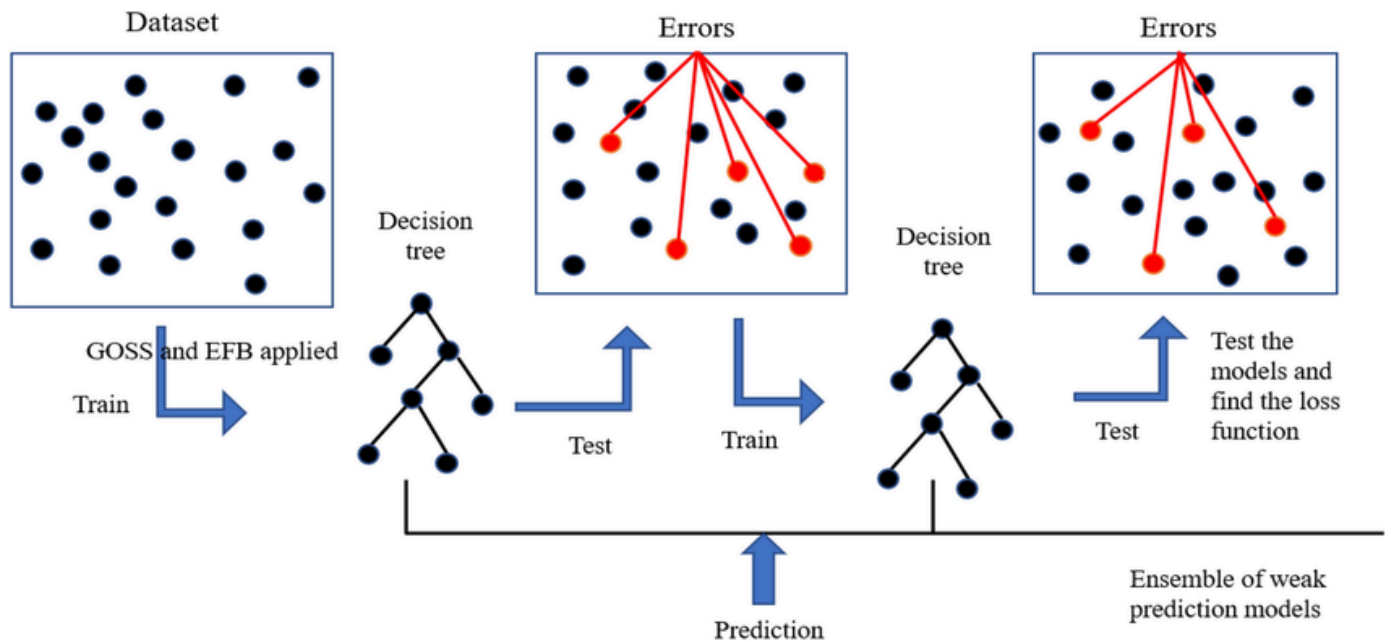 Dataset
Errors
Errors
Decision
tree
Decision
tree
GOSS and EFB applied
Train
Test
Train
Test
Test the
models and
find the loss
function
Prediction
Ensemble of weak
prediction models